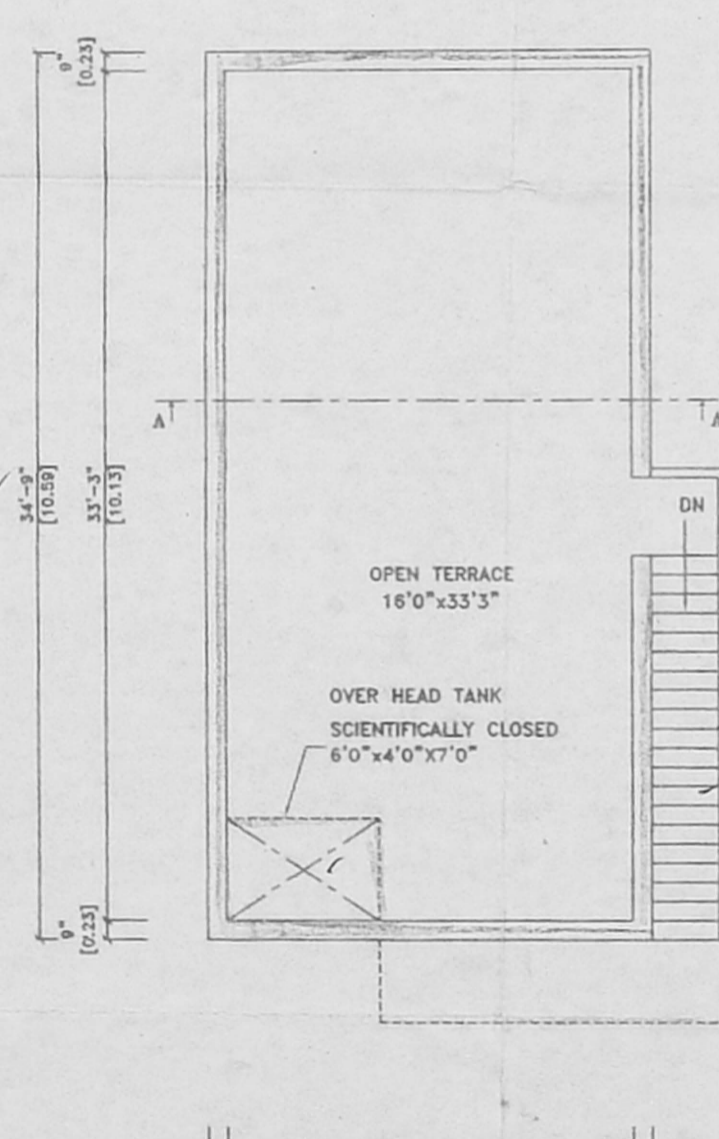 9"
[0.23]
34'-9"
[10.59]
33'-3"
[10.13]
A
A
DN
OPEN TERRACE
16'0"x33'3"
OVER HEAD TANK
SCIENTIFICALLY CLOSED
6'0"x4'0"X7'0"
9"
[0.23]